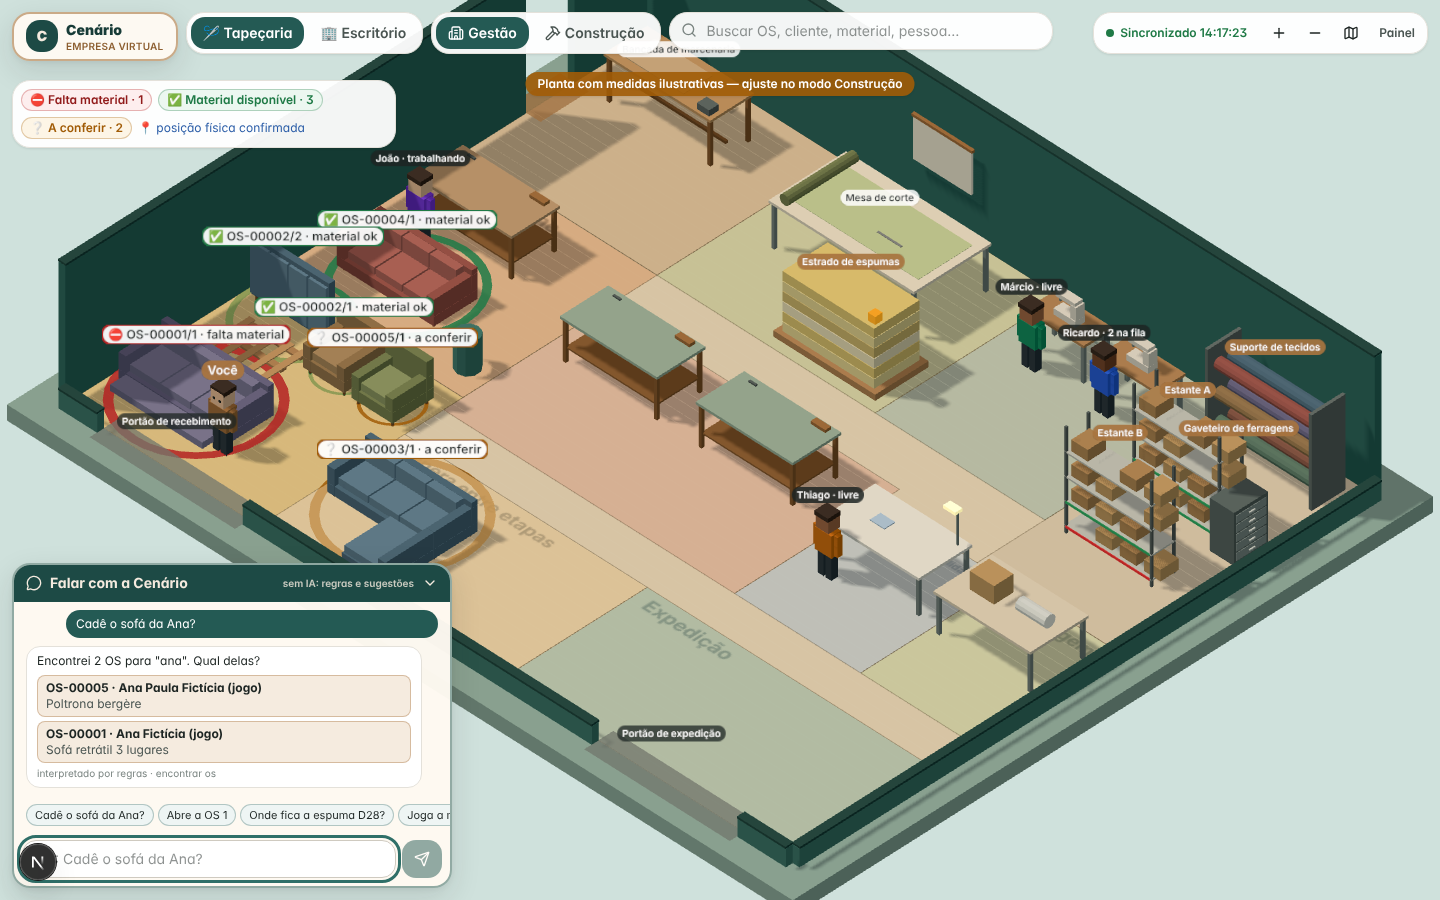 C
Cenário
EMPRESA VIRTUAL
Tapeçaria
Escritório
Gestão
Construção
Buscar OS, cliente, material, pessoa...
Sincronizado 14:17:23
Painel
de marcenaria
Planta com medidas ilustrativas — ajuste no modo Construção
Falta material · 1
Material disponível · 3
A conferir · 2
posição física confirmada
João · trabalhando
Mesa de corte
OS-00004/1 · material ok
OS-00002/2 · material ok
Estrado de espumas
Márcio · livre
OS-00002/1 · material ok
Ricardo · 2 na fila
OS-00001/1 · falta material
OS-00005/1 · a conferir
Suporte de tecidos
Você
Estante A
Portão de recebimento
Estante B
Gaveteiro de ferragens
OS-00003/1 · a conferir
etapas
Thiago · livre
Expedição
Portão de expedição
Falar com a Cenário
sem IA: regras e sugestões
Cadê o sofá da Ana?
Encontrei 2 OS para "ana". Qual delas?
OS-00005 · Ana Paula Fictícia (jogo)
Poltrona bergère
OS-00001 · Ana Fictícia (jogo)
Sofá retrátil 3 lugares
interpretado por regras · encontrar os
Cadê o sofá da Ana?
Abre a OS 1
Onde fica a espuma D28?
Joga a
N
Cadê o sofá da Ana?